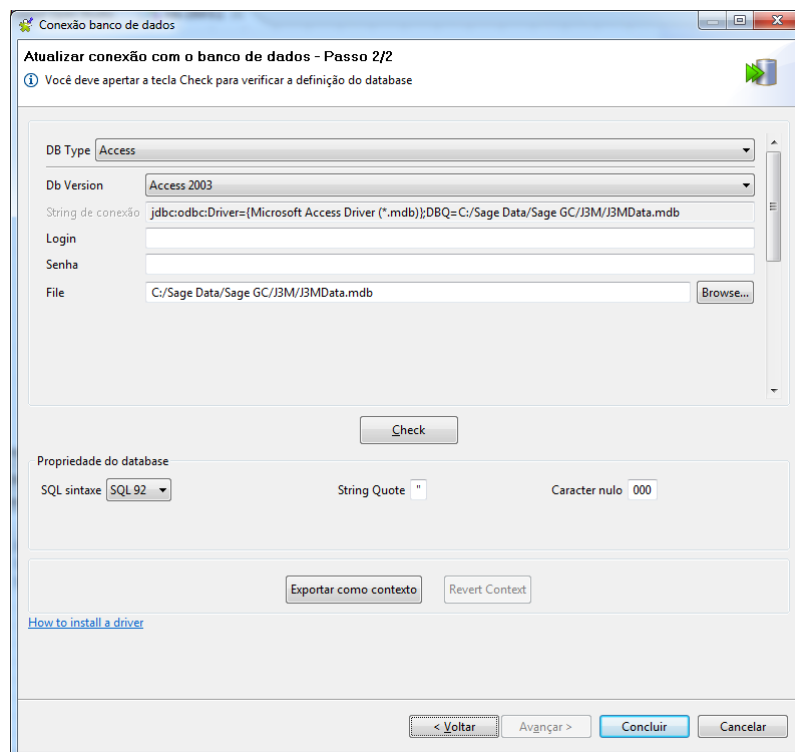 Conexão banco de dados
Atualizar conexão com o banco de dados - Passo 2/2
Você deve apertar a tecla Check para verificar a definição do database
DB Type Access
Db Version Access 2003
String de conexão jdbc:odbc:Driver={Microsoft Access Driver (*.mdb)};DBQ=C:/Sage Data/Sage GC/J3M/J3MData.mdb
Login
Senha
File C:/Sage Data/Sage GC/J3M/J3MData.mdb Browse...
Check
Propriedade do database
SQL sintaxe SQL 92 String Quote " Caracter nulo 000
Exportar como contexto Revert Context
How to install a driver
< Voltar Avançar > Concluir Cancelar